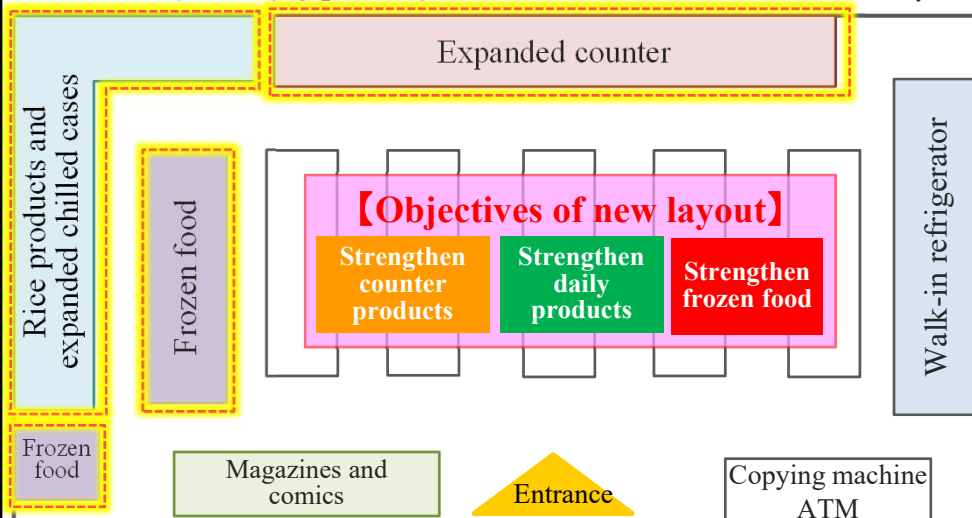 Expanded counter
Rice products and
expanded chilled cases
Frozen food
【Objectives of new layout】
Strengthen
counter
products
Strengthen
daily
products
Strengthen
frozen food
Walk-in refrigerator
Frozen
food
Magazines and
comics
Entrance
Copying machine
ATM